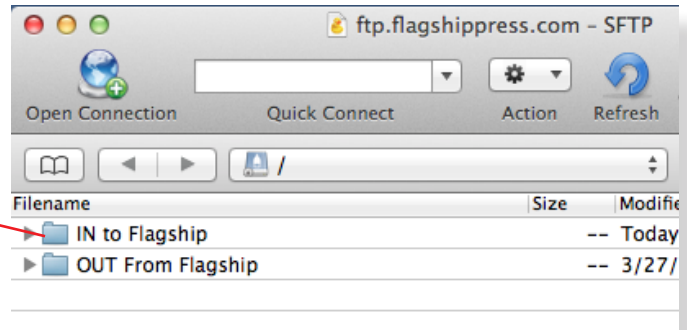 ftp.flagshippress.com – SFTP
Open Connection Quick Connect Action Refresh
/
Filename Size Modifie
IN to Flagship -- Today
OUT From Flagship -- 3/27/